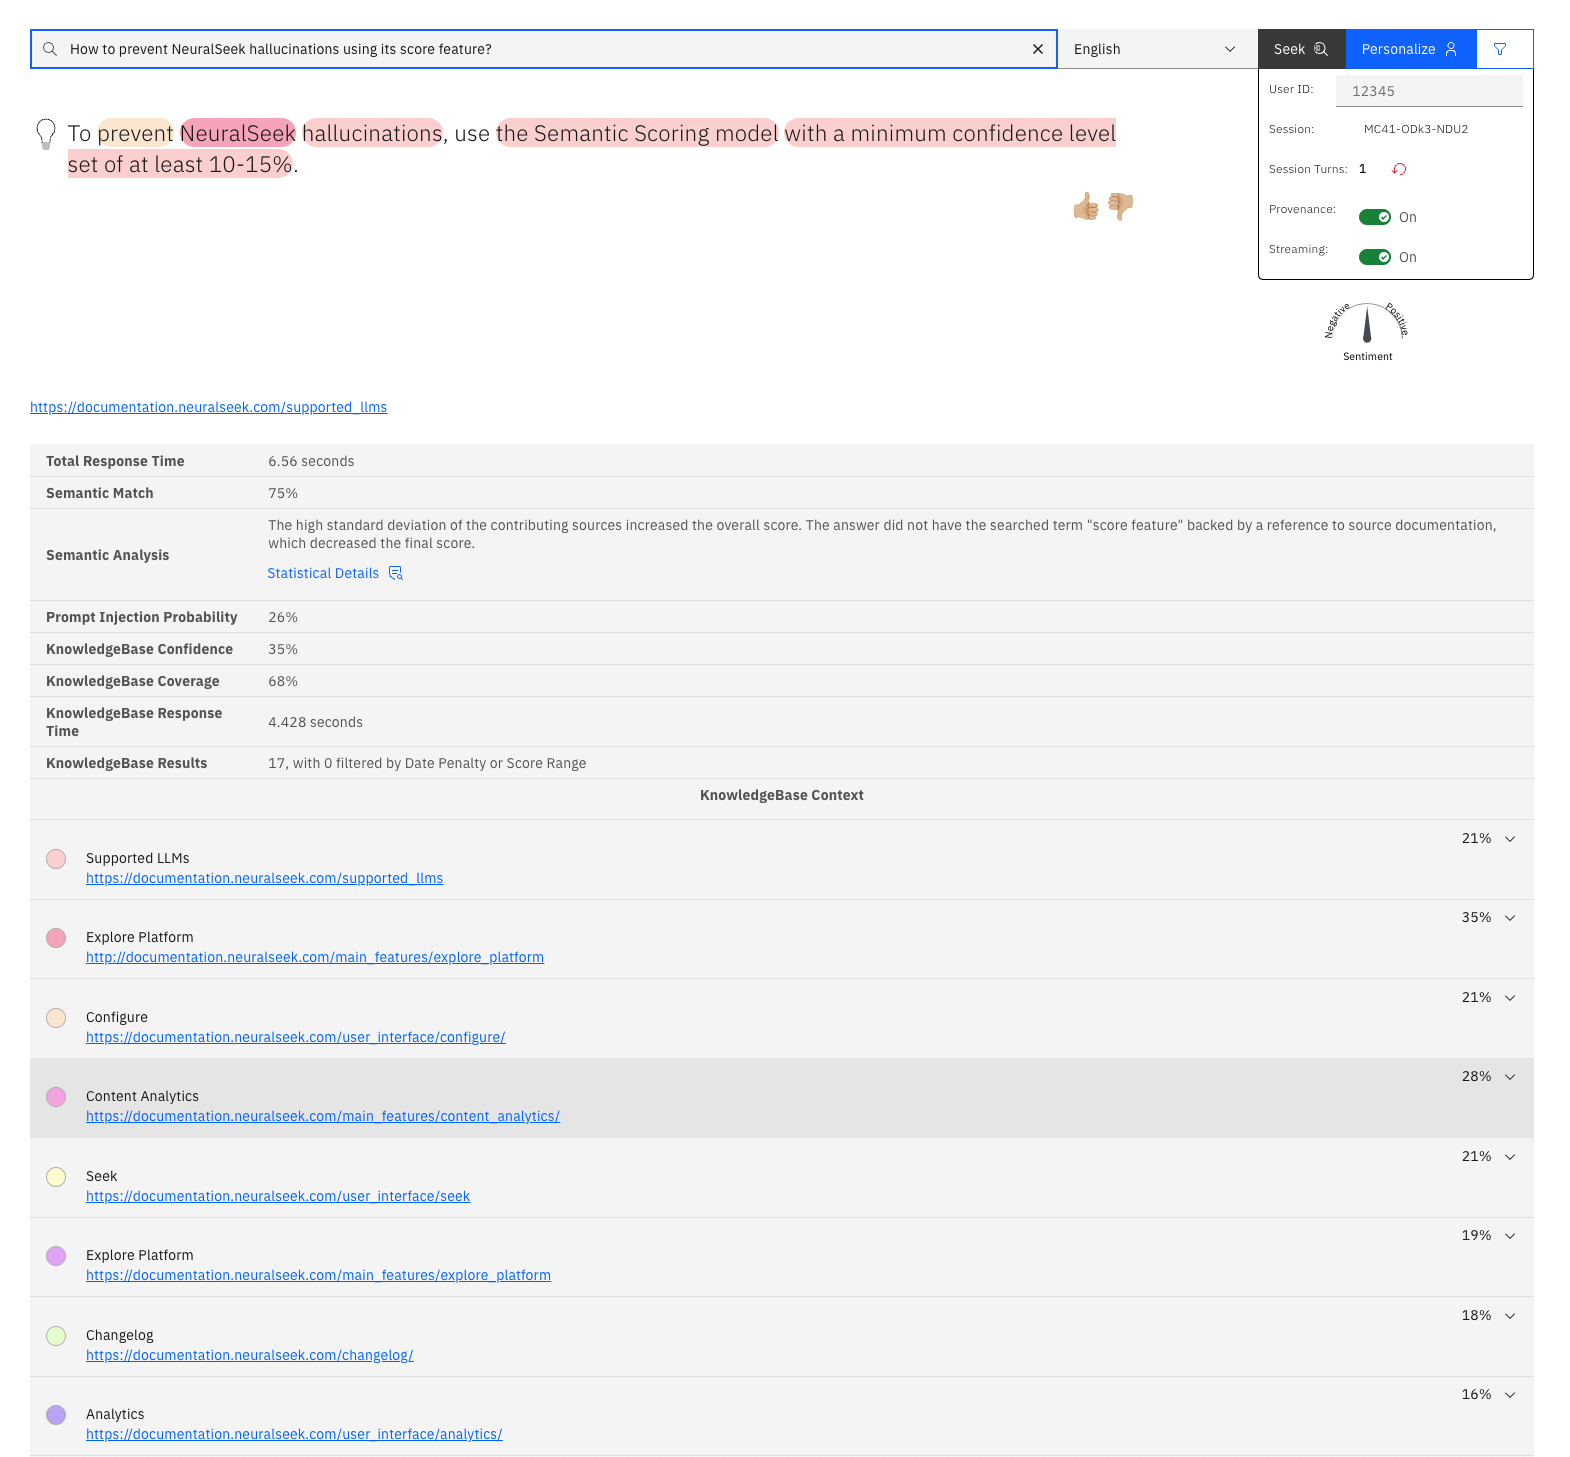 How to prevent NeuralSeek hallucinations using its score feature?
English
Seek
Personalize
User ID: 12345
Session: MC41-ODk3-NDU2
Session Turns: 1
Provenance: On
Streaming: On
To prevent NeuralSeek hallucinations, use the Semantic Scoring model with a minimum confidence level
set of at least 10-15%.
Negative
Positive
Sentiment
https://documentation.neuralseek.com/supported_llms
Total Response Time 6.56 seconds
Semantic Match 75%
Semantic Analysis
The high standard deviation of the contributing sources increased the overall score. The answer did not have the searched term "score feature" backed by a reference to source documentation,
which decreased the final score.
Statistical Details
Prompt Injection Probability 26%
KnowledgeBase Confidence 35%
KnowledgeBase Coverage 68%
KnowledgeBase Response
Time
4.428 seconds
KnowledgeBase Results 17, with 0 filtered by Date Penalty or Score Range
KnowledgeBase Context
21%
Supported LLMs
https://documentation.neuralseek.com/supported_llms
35%
Explore Platform
http://documentation.neuralseek.com/main_features/explore_platform
21%
Configure
https://documentation.neuralseek.com/user_interface/configure/
28%
Content Analytics
https://documentation.neuralseek.com/main_features/content_analytics/
21%
Seek
https://documentation.neuralseek.com/user_interface/seek
19%
Explore Platform
https://documentation.neuralseek.com/main_features/explore_platform
18%
Changelog
https://documentation.neuralseek.com/changelog/
16%
Analytics
https://documentation.neuralseek.com/user_interface/analytics/